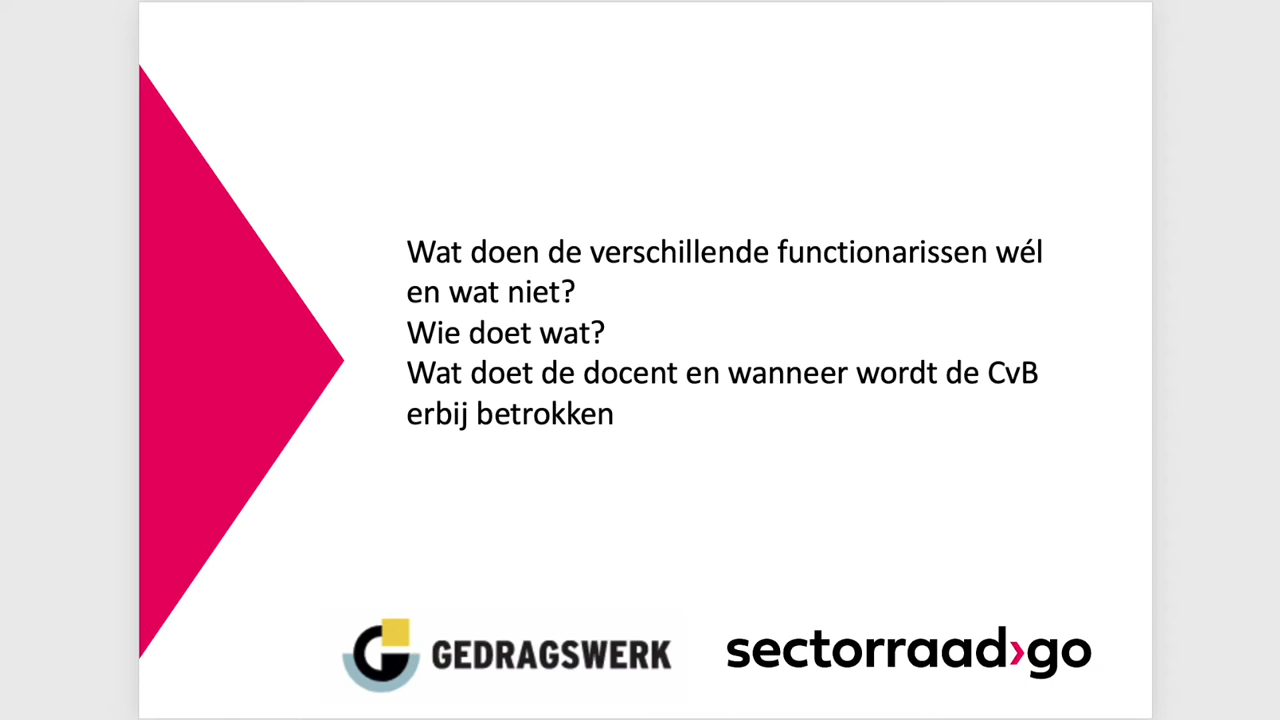 Wat doen de verschillende functionarissen wél
en wat niet?
Wie doet wat?
Wat doet de docent en wanneer wordt de CvB
erbij betrokken
GEDRAGSWERK
sectorraad›go